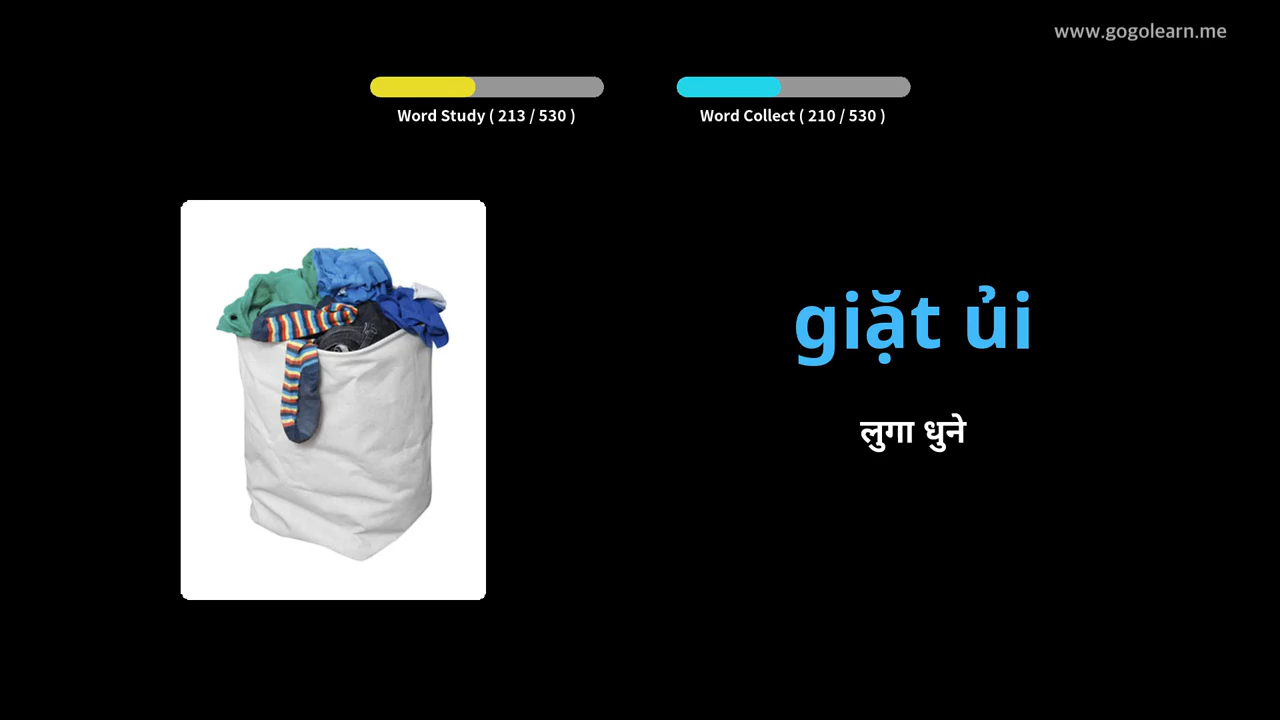 www.gogolearn.me
Word Study ( 213 / 530 )
Word Collect ( 210 / 530 )
giặt ủi
लुगा धुने